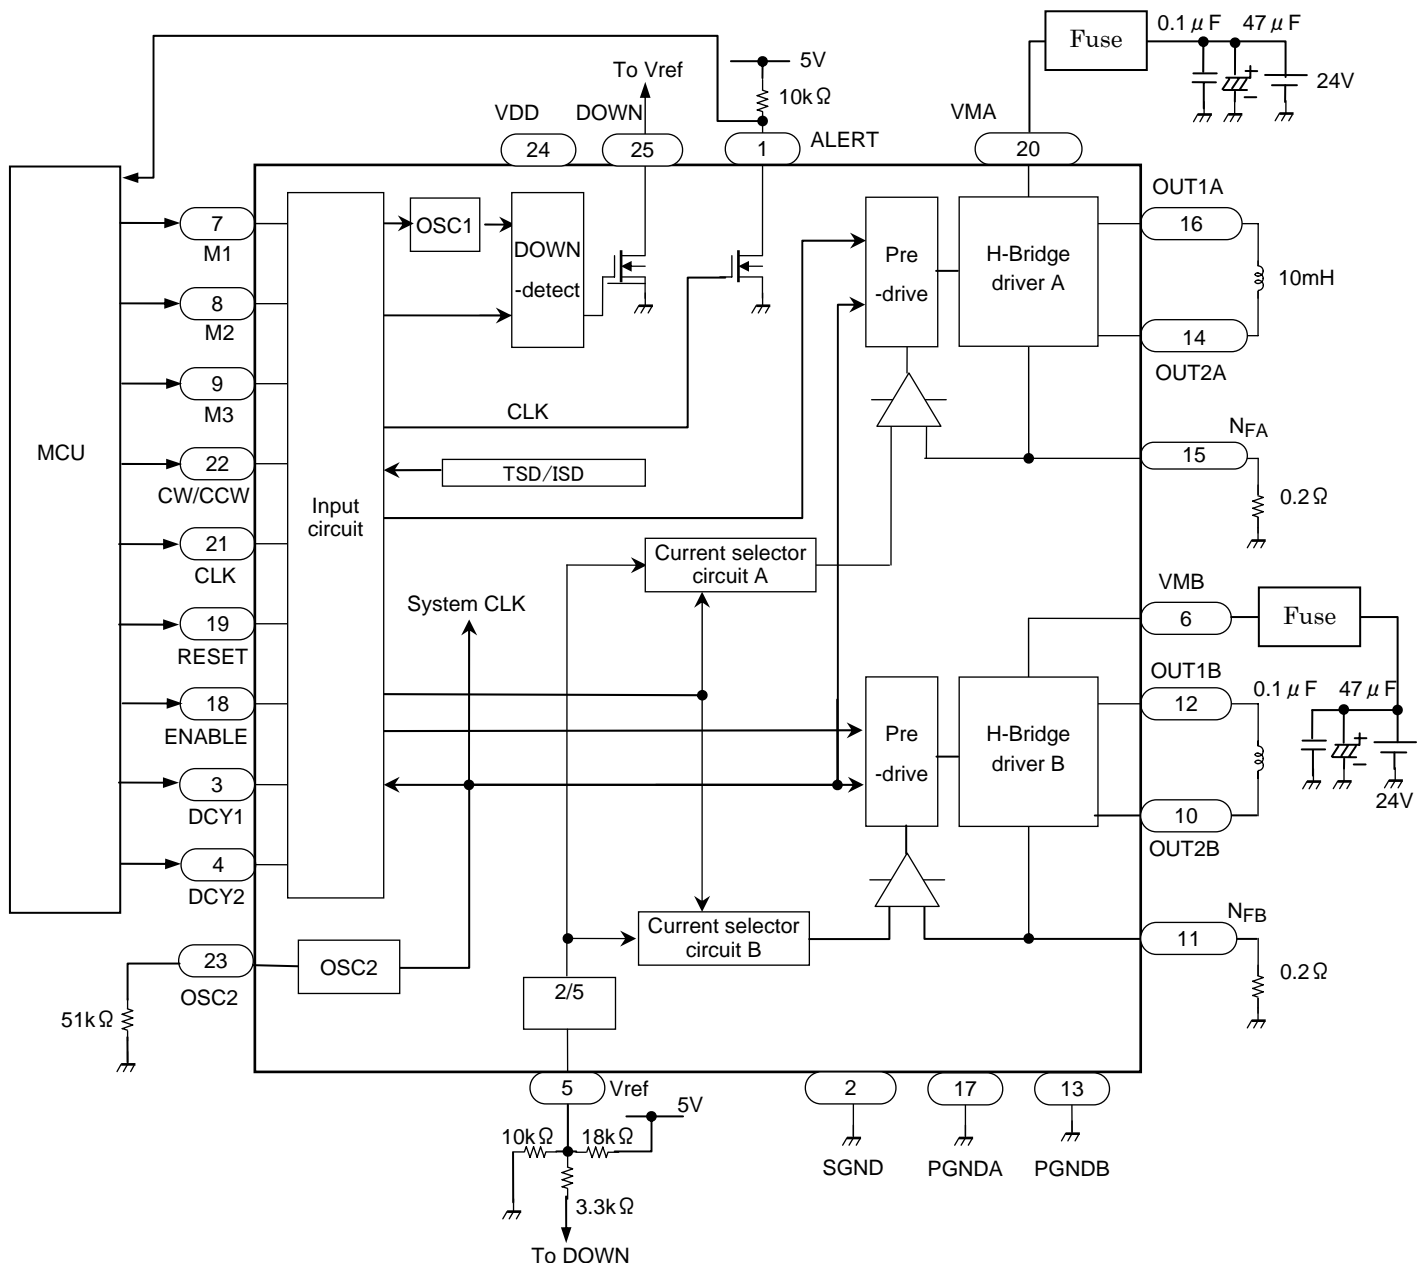 Fuse
0.1μF 47μF
24V
5V
10kΩ
To Vref
VDD
DOWN
ALERT
VMA
24
25
1
20
MCU
7
M1
8
M2
9
M3
22
CW/CCW
21
CLK
19
RESET
18
ENABLE
3
DCY1
4
DCY2
23
OSC2
51kΩ
Input
circuit
OSC1
DOWN
-detect
CLK
TSD/ISD
System CLK
OSC2
Current selector
circuit A
Current selector
circuit B
2/5
Pre
-drive
H-Bridge
driver A
Pre
-drive
H-Bridge
driver B
OUT1A
16
10mH
14
OUT2A
NFA
15
0.2Ω
VMB
6
Fuse
OUT1B
12
0.1μF 47μF
24V
10
OUT2B
NFB
11
0.2Ω
5
Vref
5V
10kΩ
18kΩ
3.3kΩ
To DOWN
2
SGND
17
PGNDA
13
PGNDB